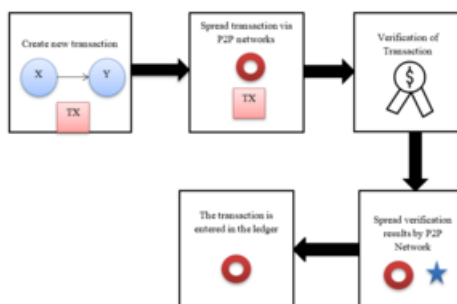 Create new transaction
X
Y
TX
Spread transaction via
P2P networks
TX
Verification of
Transaction
$
Spread verification
results by P2P
Network
The transaction is
entered in the ledger